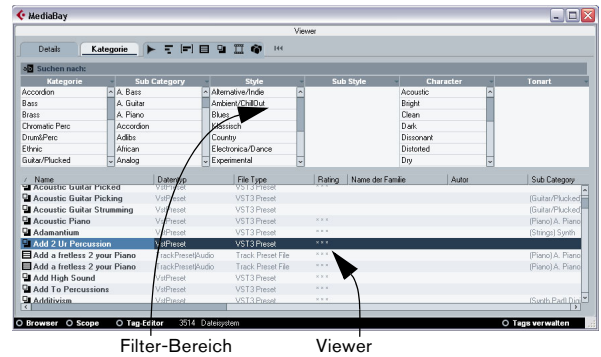 MediaBay
Viewer
Details Kategorie
Suchen nach:
Kategorie Sub Category Style Sub Style Character Tonart
Accordion A. Bass Alternative/Indie Acoustic
Bass A. Guitar Ambient/ChillOut Bright
Brass A. Piano Blues Clean
Chromatic Perc Accordion Klassisch Dark
Drum&Perc Adlibs Country Dissonant
Ethnic African Electronica/Dance Distorted
Guitar/Plucked Analog Experimental Dry
Name Datentyp File Type Rating Name der Familie Autor Sub Category
Acoustic Guitar Picked VstPreset VST3 Preset ***
Acoustic Guitar Picking VstPreset VST3 Preset (Guitar/Plucked
Acoustic Guitar Strumming VstPreset VST3 Preset (Guitar/Plucked
Acoustic Piano VstPreset VST3 Preset *** (Piano) A. Piano
Adamantium VstPreset VST3 Preset *** (Strings) Synth
Add 2 Ur Percussion VstPreset VST3 Preset ***
Add a fretless 2 your Piano TrackPreset|Audio Track Preset File *** (Piano) A. Piano
Add a fretless 2 your Piano TrackPreset|Audio Track Preset File *** (Piano) A. Piano
Add High Sound VstPreset VST3 Preset ***
Add To Percussions VstPreset VST3 Preset ***
Additivism VstPreset VST3 Preset *** (Synth Pad)
Browser Scope Tag-Editor 3514 Dateisystem Tags verwalten
Filter-Bereich Viewer